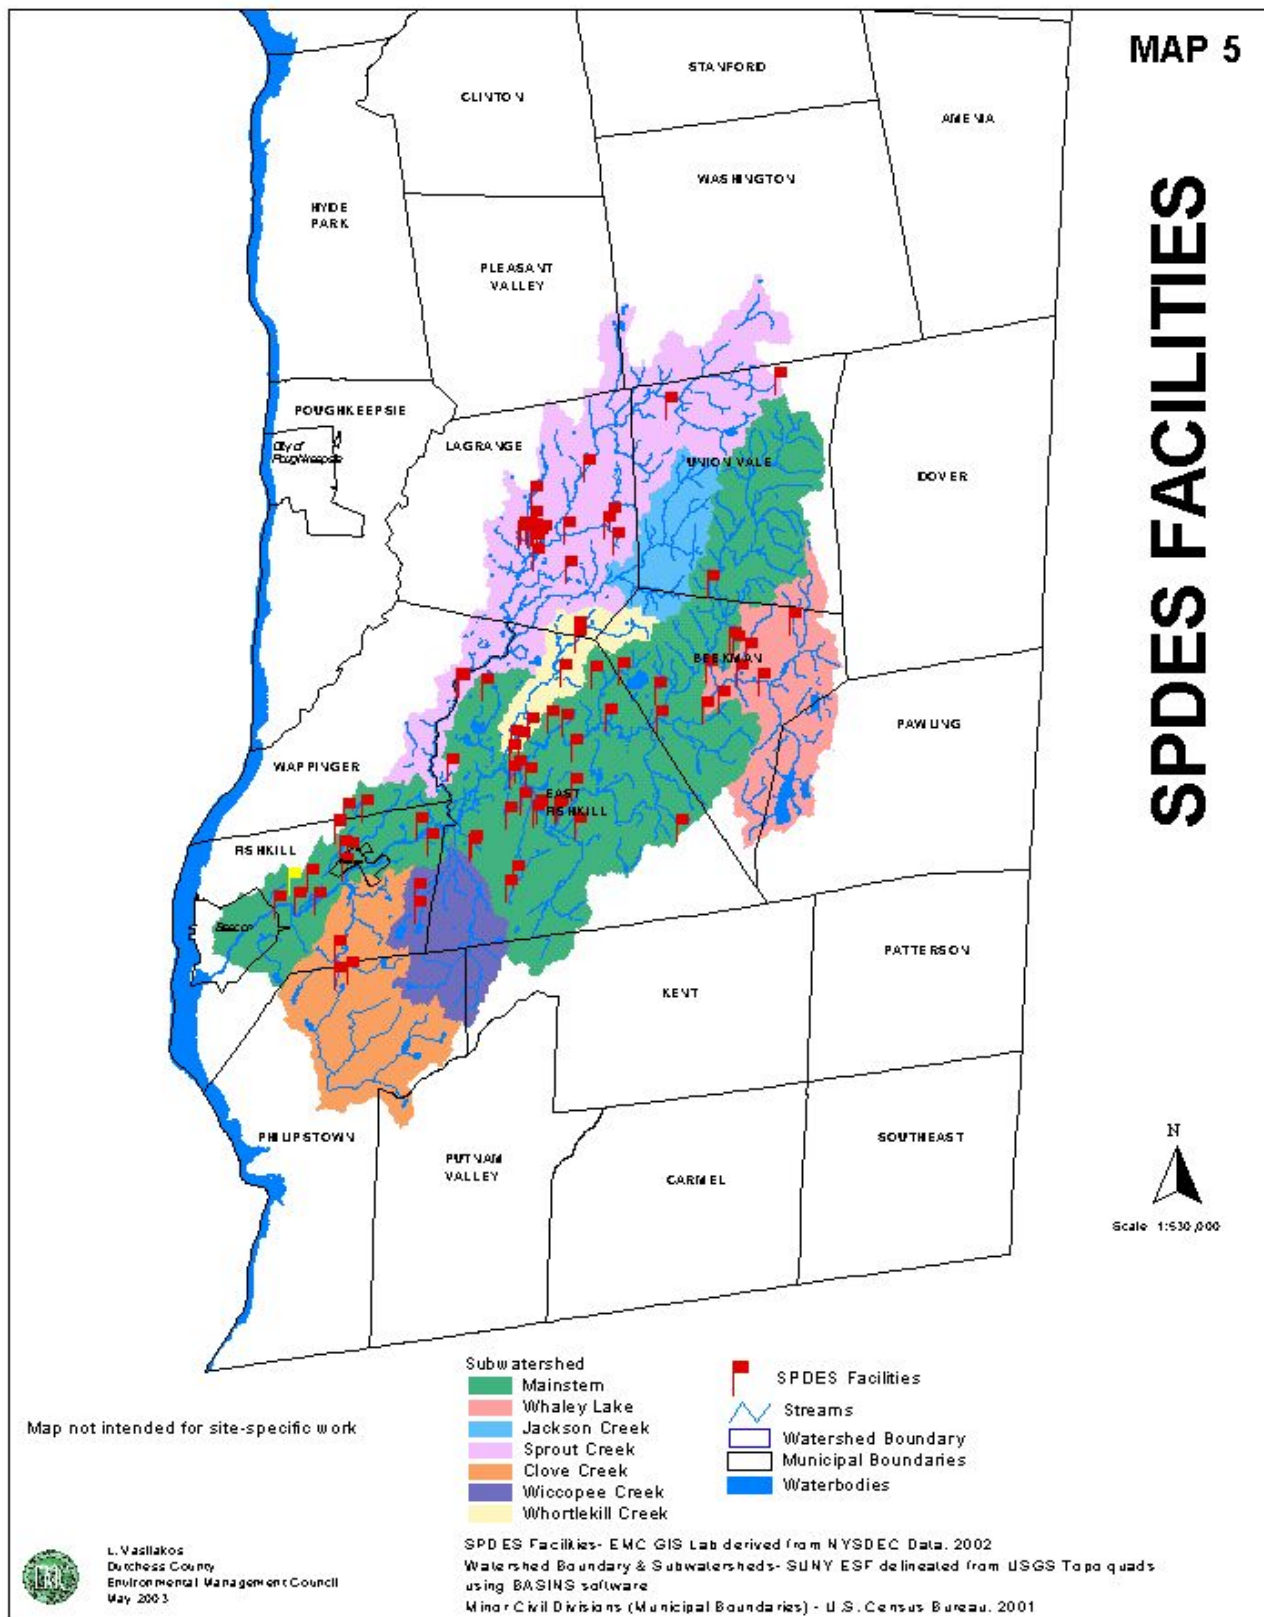 MAP 5
SPDES FACILITIES
STANFORD
CLINTON
AMENIA
WASHINGTON
HYDE
PARK
PLEASANT
VALLEY
POUGHKEEPSIE
City of
Poughkeepsie
LAGRANGE
UNION VALE
DOVER
BEEKMAN
PAWLING
WAPPINGER
EAST
FISHKILL
FISHKILL
Beacon
PATTERSON
KENT
PHILIPSTOWN
SOUTHEAST
PUTNAM
VALLEY
CARMEL
N
Scale 1:530,000
Subwatershed
Mainstem
Whaley Lake
Jackson Creek
Sprout Creek
Clove Creek
Wiccopee Creek
Whortlekill Creek
SPDES Facilities
Streams
Watershed Boundary
Municipal Boundaries
Waterbodies
Map not intended for site-specific work
L. Vasilakos
Dutchess County
Environmental Management Council
May 2003
SPDES Facilities- EMC GIS Lab derived from NYSDEC Data, 2002
Watershed Boundary & Subwatersheds- SUNY ESF delineated from USGS Topo quads
using BASINS software
Minor Civil Divisions (Municipal Boundaries) - U.S. Census Bureau, 2001